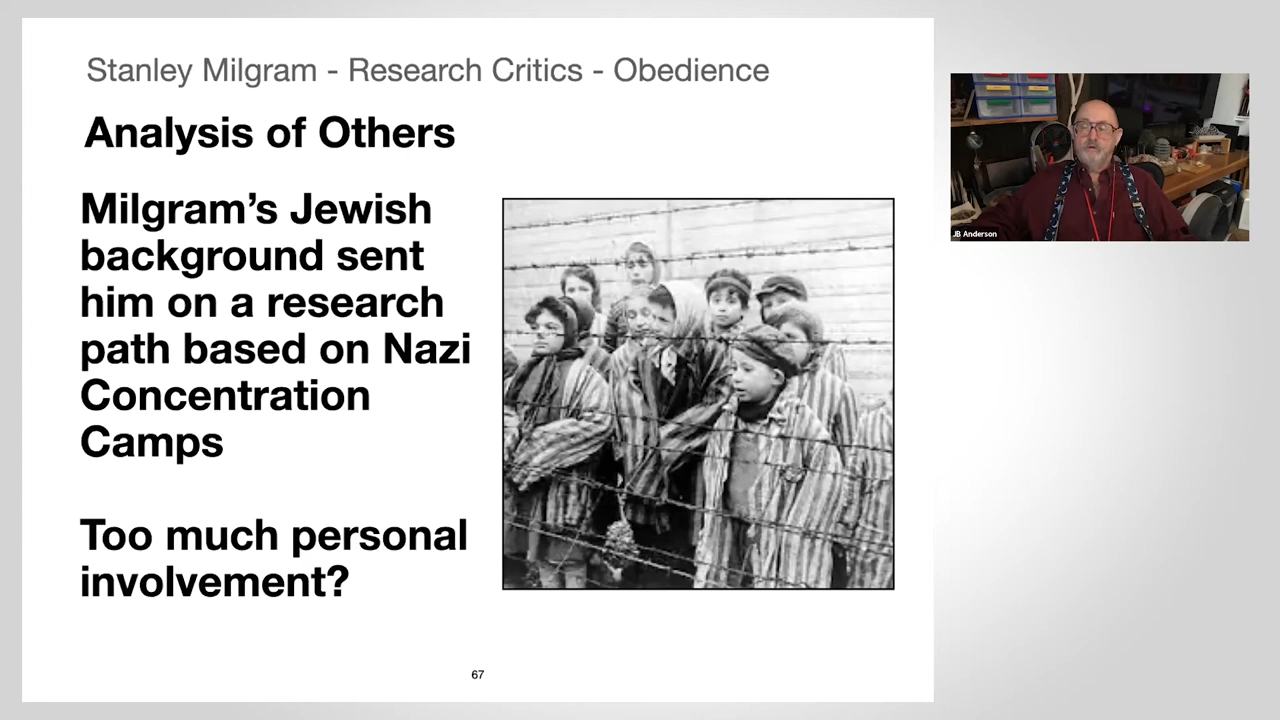 Stanley Milgram - Research Critics - Obedience
Analysis of Others
Milgram’s Jewish
background sent
him on a research
path based on Nazi
Concentration
Camps
Too much personal
involvement?
67
JB Anderson